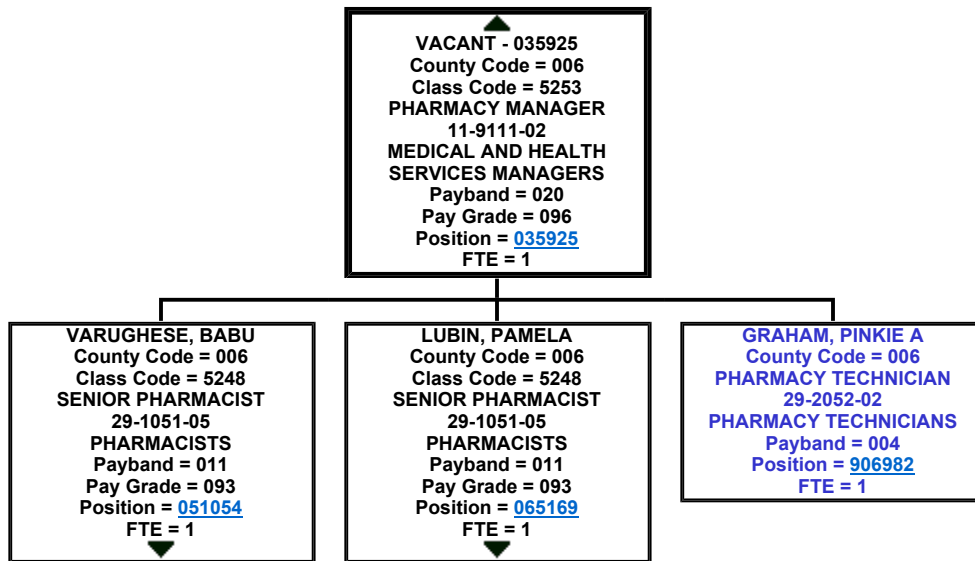 VACANT - 035925
County Code = 006
Class Code = 5253
PHARMACY MANAGER
11-9111-02
MEDICAL AND HEALTH
SERVICES MANAGERS
Payband = 020
Pay Grade = 096
Position = 035925
FTE = 1
VARUGHESE, BABU
County Code = 006
Class Code = 5248
SENIOR PHARMACIST
29-1051-05
PHARMACISTS
Payband = 011
Pay Grade = 093
Position = 051054
FTE = 1
LUBIN, PAMELA
County Code = 006
Class Code = 5248
SENIOR PHARMACIST
29-1051-05
PHARMACISTS
Payband = 011
Pay Grade = 093
Position = 065169
FTE = 1
GRAHAM, PINKIE A
County Code = 006
PHARMACY TECHNICIAN
29-2052-02
PHARMACY TECHNICIANS
Payband = 004
Position = 906982
FTE = 1